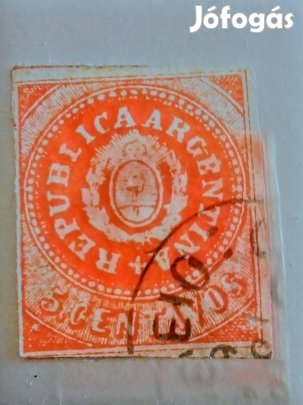 Jófogás
REPUBLICA ARGENTINA
5 CENTAVOS